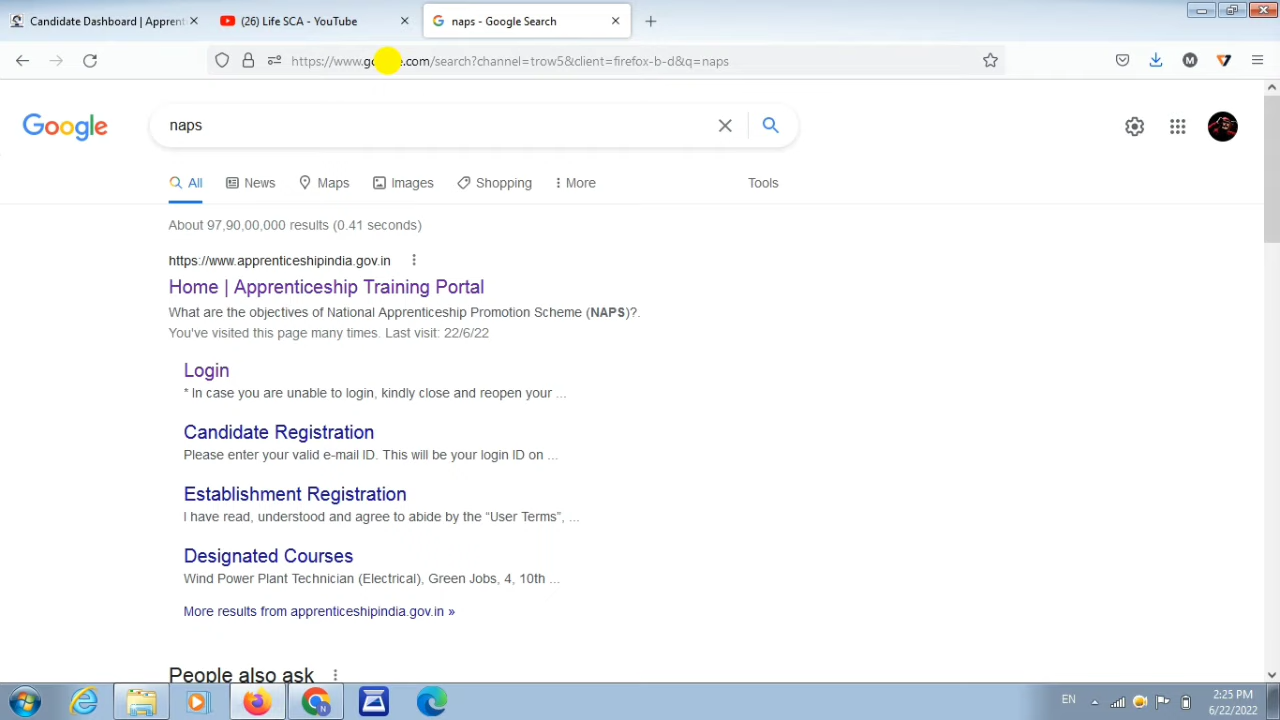 Candidate Dashboard | Apprent
(26) Life SCA - YouTube
naps - Google Search
https://www.google.com/search?channel=trow5&client=firefox-b-d&q=naps
M
Google
naps
All
News
Maps
Images
Shopping
More
Tools
About 97,90,00,000 results (0.41 seconds)
https://www.apprenticeshipindia.gov.in
Home | Apprenticeship Training Portal
What are the objectives of National Apprenticeship Promotion Scheme (NAPS)?.
You've visited this page many times. Last visit: 22/6/22
Login
* In case you are unable to login, kindly close and reopen your ...
Candidate Registration
Please enter your valid e-mail ID. This will be your login ID on ...
Establishment Registration
I have read, understood and agree to abide by the “User Terms”, ...
Designated Courses
Wind Power Plant Technician (Electrical), Green Jobs, 4, 10th ...
More results from apprenticeshipindia.gov.in »
People also ask
N
EN
2:25 PM
6/22/2022